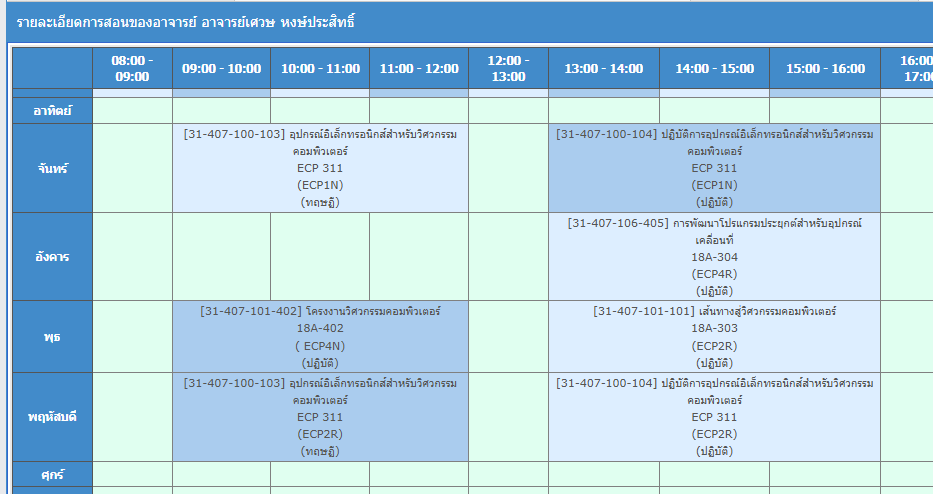 รายละเอียดการสอนของอาจารย์ อาจารย์เศวษ หงษ์ประสิทธิ์
08:00 - 09:00 09:00 - 10:00 10:00 - 11:00 11:00 - 12:00 12:00 - 13:00 13:00 - 14:00 14:00 - 15:00 15:00 - 16:00 16:00 17:0
อาทิตย์
จันทร์
[31-407-100-103] อุปกรณ์อิเล็กทรอนิกส์สำหรับวิศวกรรม
คอมพิวเตอร์
ECP 311
(ECP1N)
(ทฤษฏี)
[31-407-100-104] ปฏิบัติการอุปกรณ์อิเล็กทรอนิกส์สำหรับวิศวกรรม
คอมพิวเตอร์
ECP 311
(ECP1N)
(ปฏิบัติ)
อังคาร
[31-407-106-405] การพัฒนาโปรแกรมประยุกต์สำหรับอุปกรณ์
เคลื่อนที่
18A-304
(ECP4R)
(ปฏิบัติ)
พุธ
[31-407-101-402] โครงงานวิศวกรรมคอมพิวเตอร์
18A-402
( ECP4N)
(ปฏิบัติ)
[31-407-101-101] เส้นทางสู่วิศวกรรมคอมพิวเตอร์
18A-303
(ECP2R)
(ปฏิบัติ)
พฤหัสบดี
[31-407-100-103] อุปกรณ์อิเล็กทรอนิกส์สำหรับวิศวกรรม
คอมพิวเตอร์
ECP 311
(ECP2R)
(ทฤษฏี)
[31-407-100-104] ปฏิบัติการอุปกรณ์อิเล็กทรอนิกส์สำหรับวิศวกรรม
คอมพิวเตอร์
ECP 311
(ECP2R)
(ปฏิบัติ)
ศุกร์